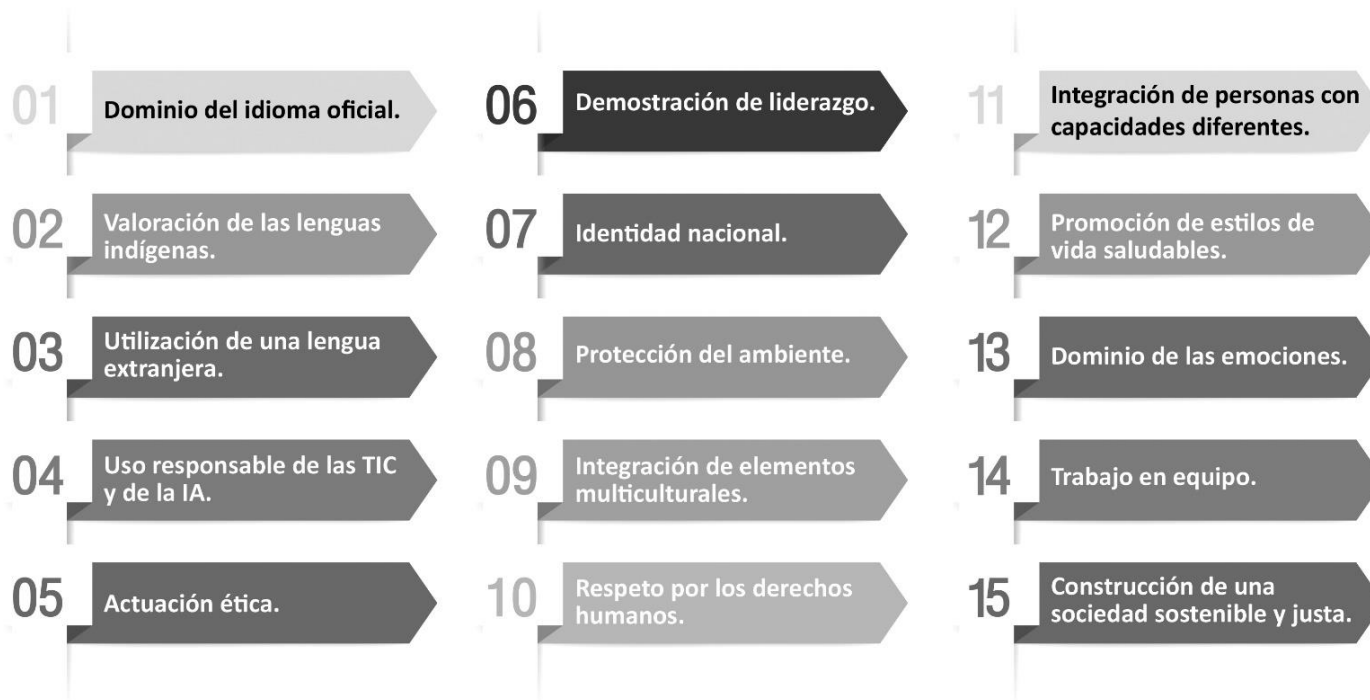 01
Dominio del idioma oficial.
02
Valoración de las lenguas
indígenas.
03
Utilización de una lengua
extranjera.
04
Uso responsable de las TIC
y de la IA.
05
Actuación ética.
06
Demostración de liderazgo.
07
Identidad nacional.
08
Protección del ambiente.
09
Integración de elementos
multiculturales.
10
Respeto por los derechos
humanos.
11
Integración de personas con
capacidades diferentes.
12
Promoción de estilos de
vida saludables.
13
Dominio de las emociones.
14
Trabajo en equipo.
15
Construcción de una
sociedad sostenible y justa.